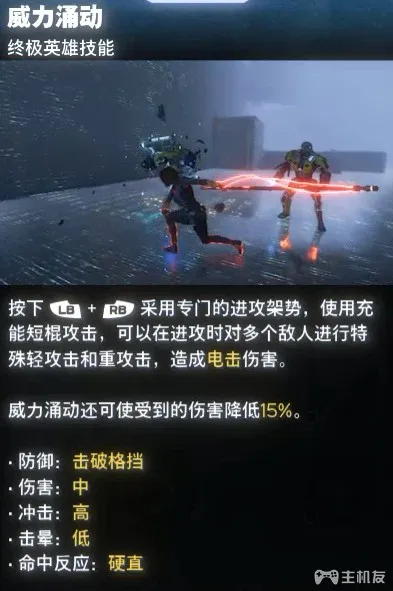 威力涌动
终极英雄技能
按下 LB + RB 采用专门的进攻架势，使用充
能短棍攻击，可以在进攻时对多个敌人进行特
殊轻攻击和重攻击，造成电击伤害。
威力涌动还可使受到的伤害降低15%。
· 防御：击破格挡
· 伤害：中
· 冲击：高
· 击晕：低
· 命中反应：硬直
主机友